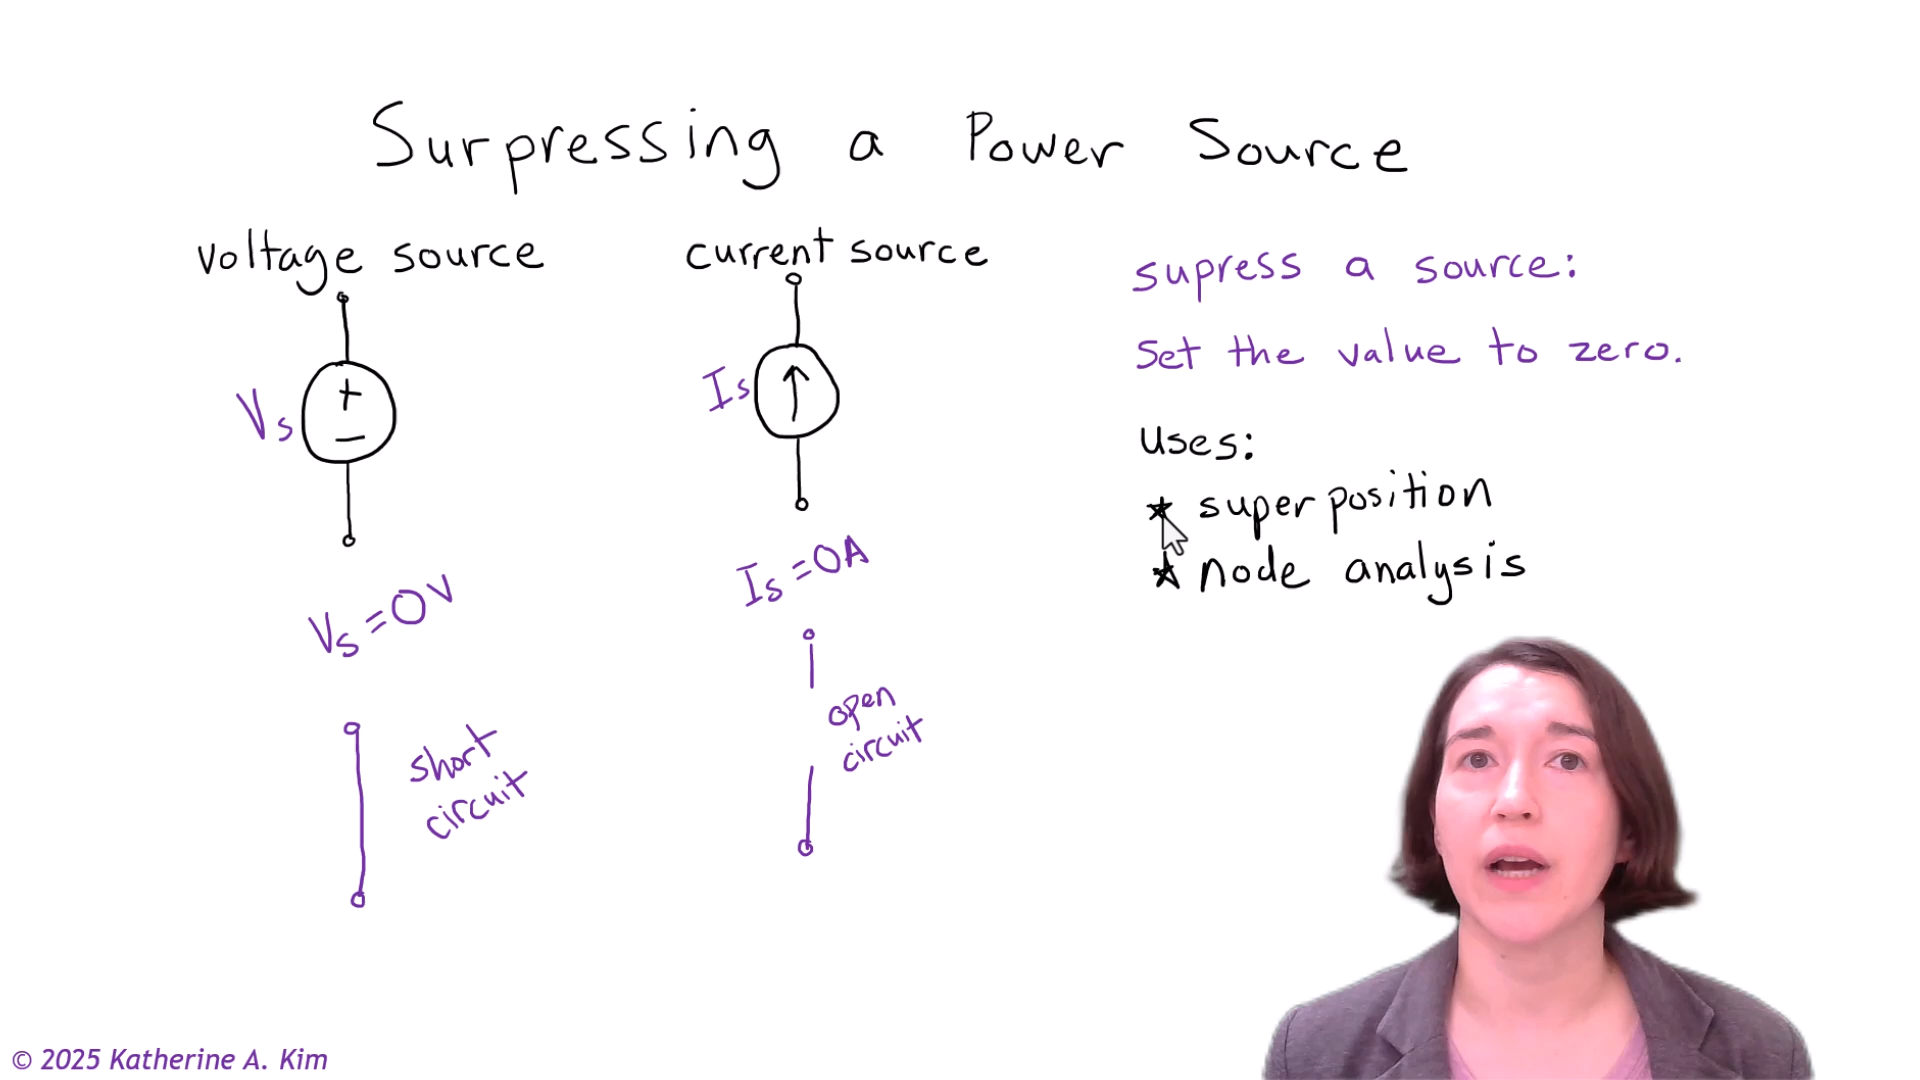 Surpressing a Power Source
voltage source
Vs
+
−
Vs = 0V
short
circuit
current source
Is
Is = 0A
open
circuit
supress a source:
Set the value to zero.
Uses:
★ superposition
★ node analysis
© 2025 Katherine A. Kim